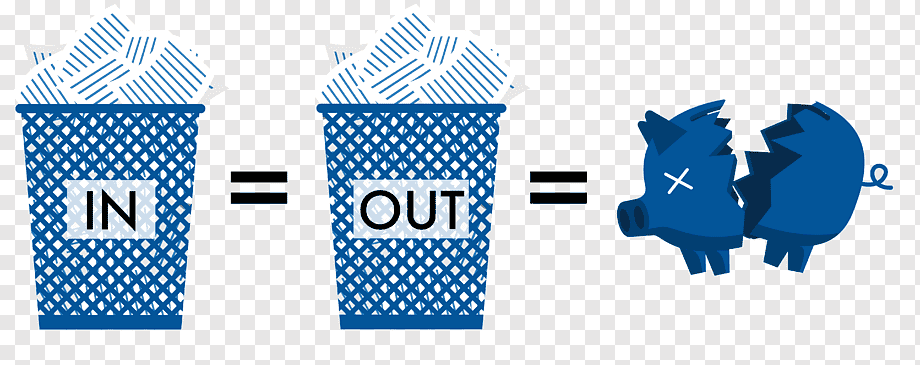 IN = OUT =